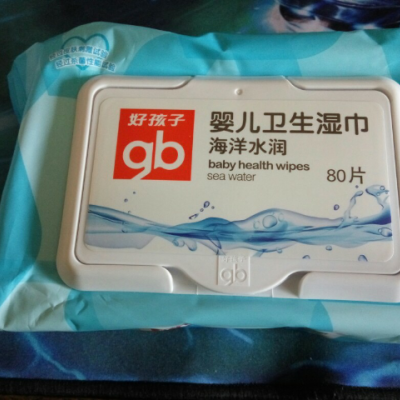 好孩子
gb
婴儿卫生湿巾
海洋水润
baby health wipes
sea water
80片
gb